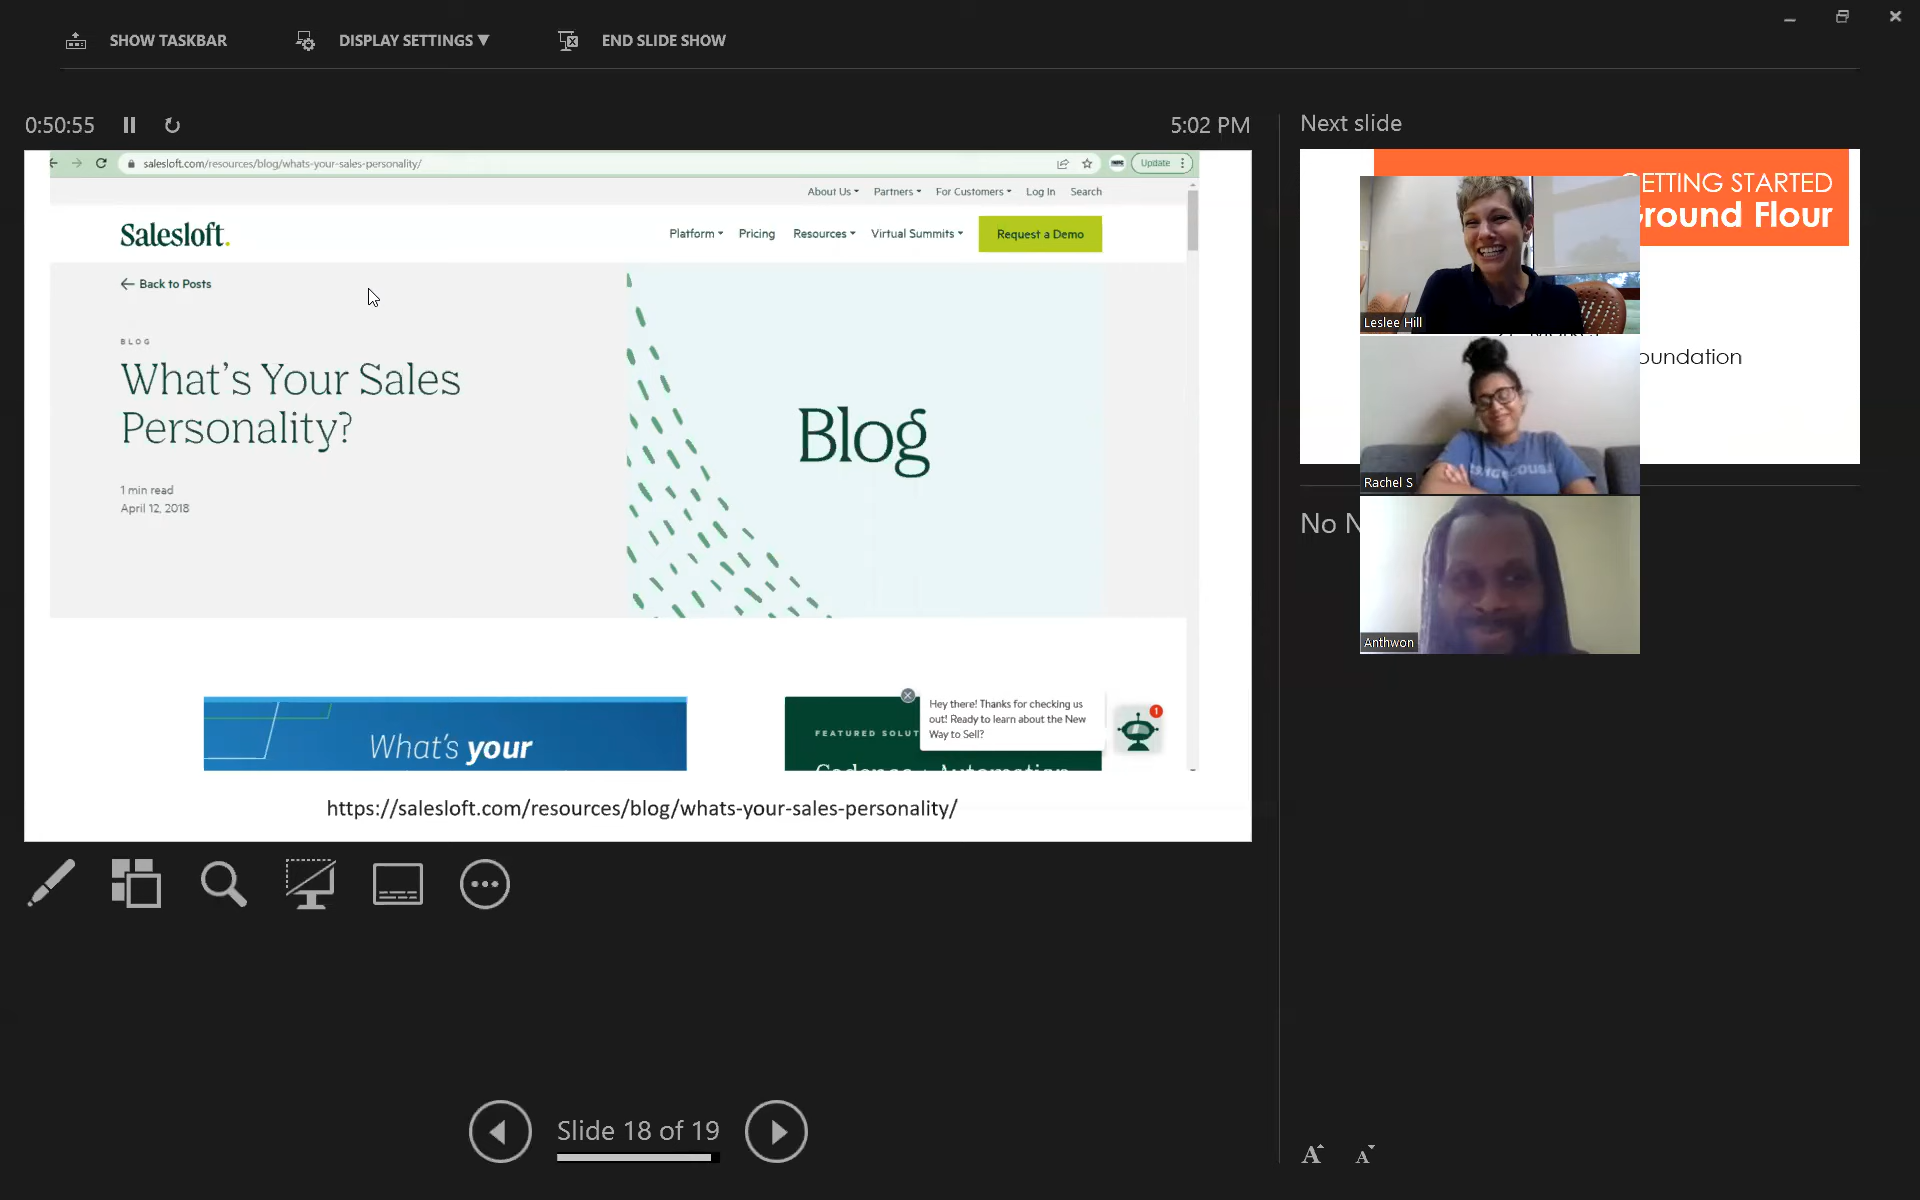 SHOW TASKBAR
DISPLAY SETTINGS ▼
END SLIDE SHOW
0:50:55
5:02 PM
salesloft.com/resources/blog/whats-your-sales-personality/
Update
About Us
Partners
For Customers
Log In
Search
Salesloft.
Platform
Pricing
Resources
Virtual Summits
Request a Demo
← Back to Posts
BLOG
What's Your Sales
Personality?
1 min read
April 12, 2018
Blog
What's your
FEATURED SOLUT
Hey there! Thanks for checking us
out! Ready to learn about the New
Way to Sell?
1
Cadence + Automation
https://salesloft.com/resources/blog/whats-your-sales-personality/
Slide 18 of 19
Next slide
GETTING STARTED
Ground Flour
oundation
Leslee Hill
Rachel S
No N
Anthwon
A
A